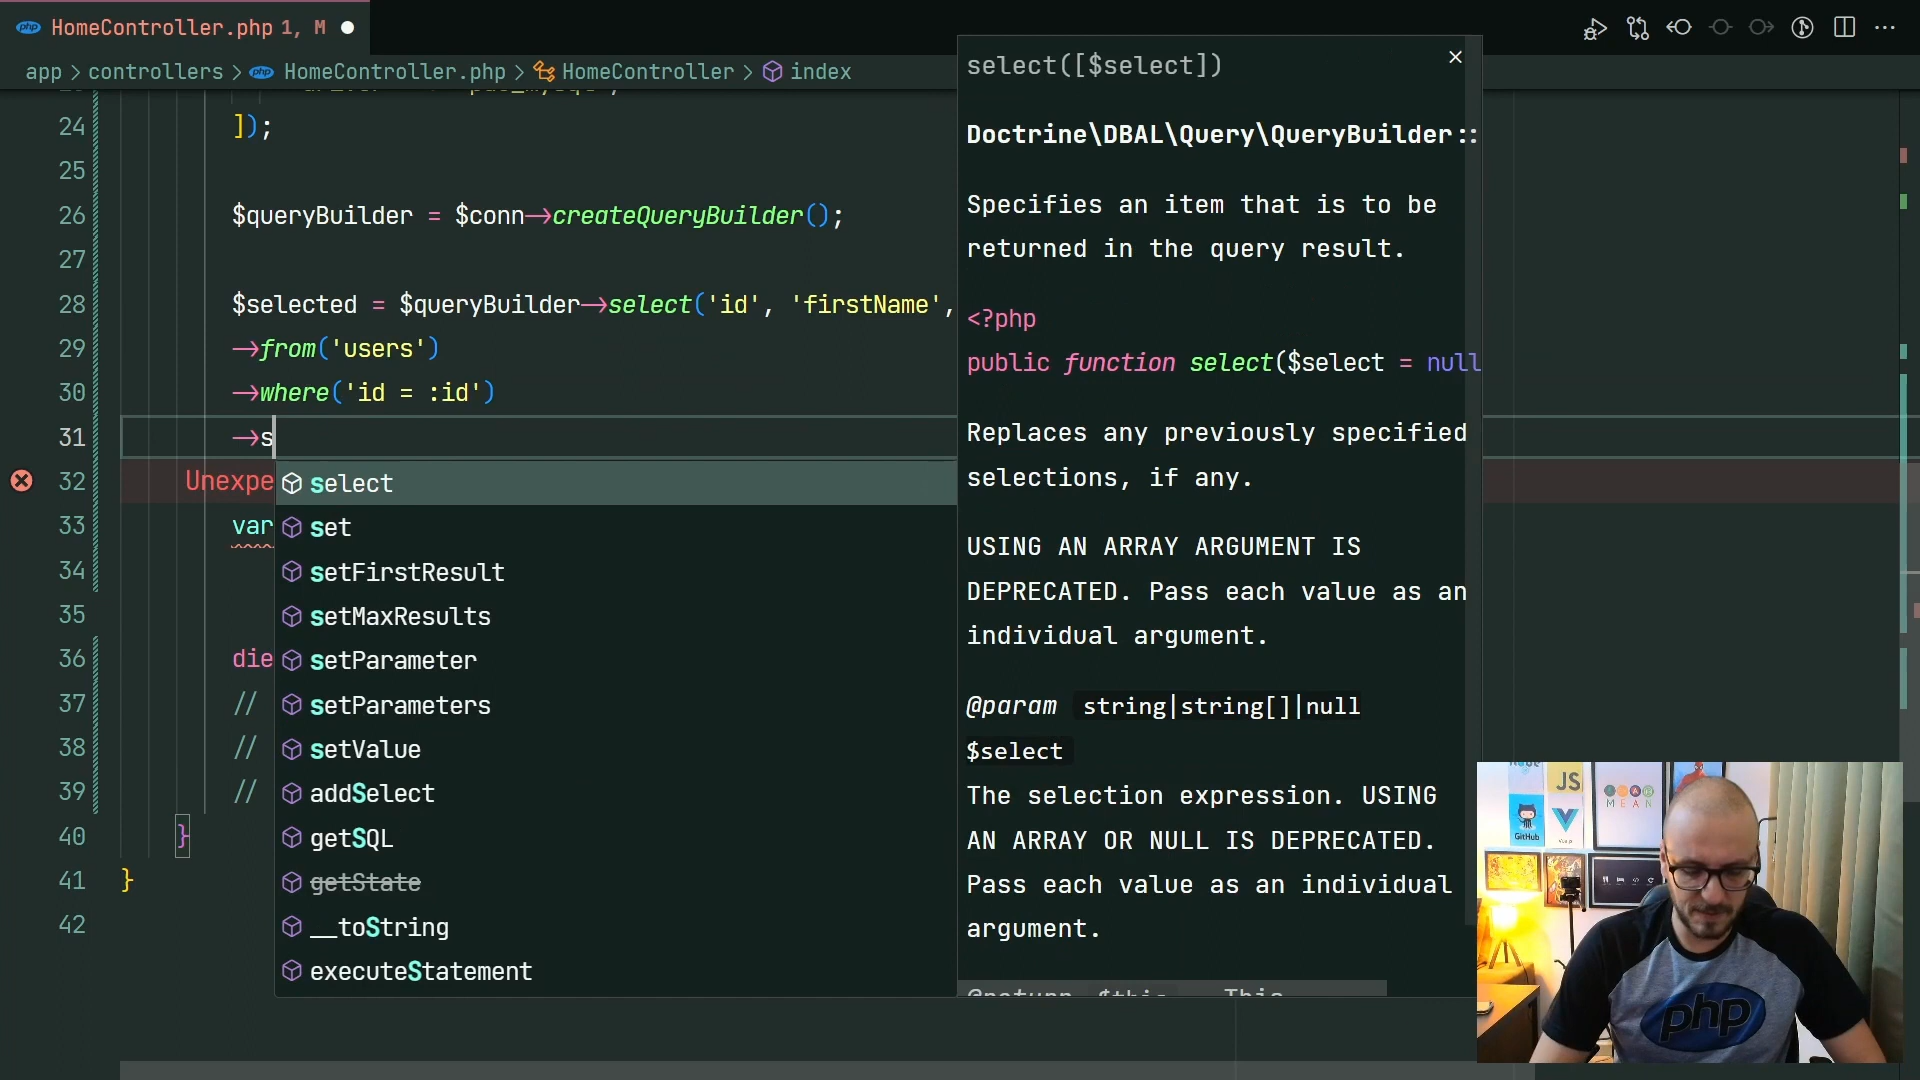 HomeController.php 1, M
app > controllers > HomeController.php > HomeController > index
24 ]);
25
26 $queryBuilder = $conn->createQueryBuilder();
27
28 $selected = $queryBuilder->select('id', 'firstName',
29 ->from('users')
30 ->where('id = :id')
31 ->s
32 Unexpe
33 var
34
35
36 die
37 //
38 //
39 //
40 }
41 }
42
select
set
setFirstResult
setMaxResults
setParameter
setParameters
setValue
addSelect
getSQL
getState
__toString
executeStatement
select([$select])
Doctrine\DBAL\Query\QueryBuilder::
Specifies an item that is to be
returned in the query result.
<?php
public function select($select = null
Replaces any previously specified
selections, if any.
USING AN ARRAY ARGUMENT IS
DEPRECATED. Pass each value as an
individual argument.
@param string|string[]|null
$select
The selection expression. USING
AN ARRAY OR NULL IS DEPRECATED.
Pass each value as an individual
argument.
@return $this This
JS
GitHub
MEAN
php